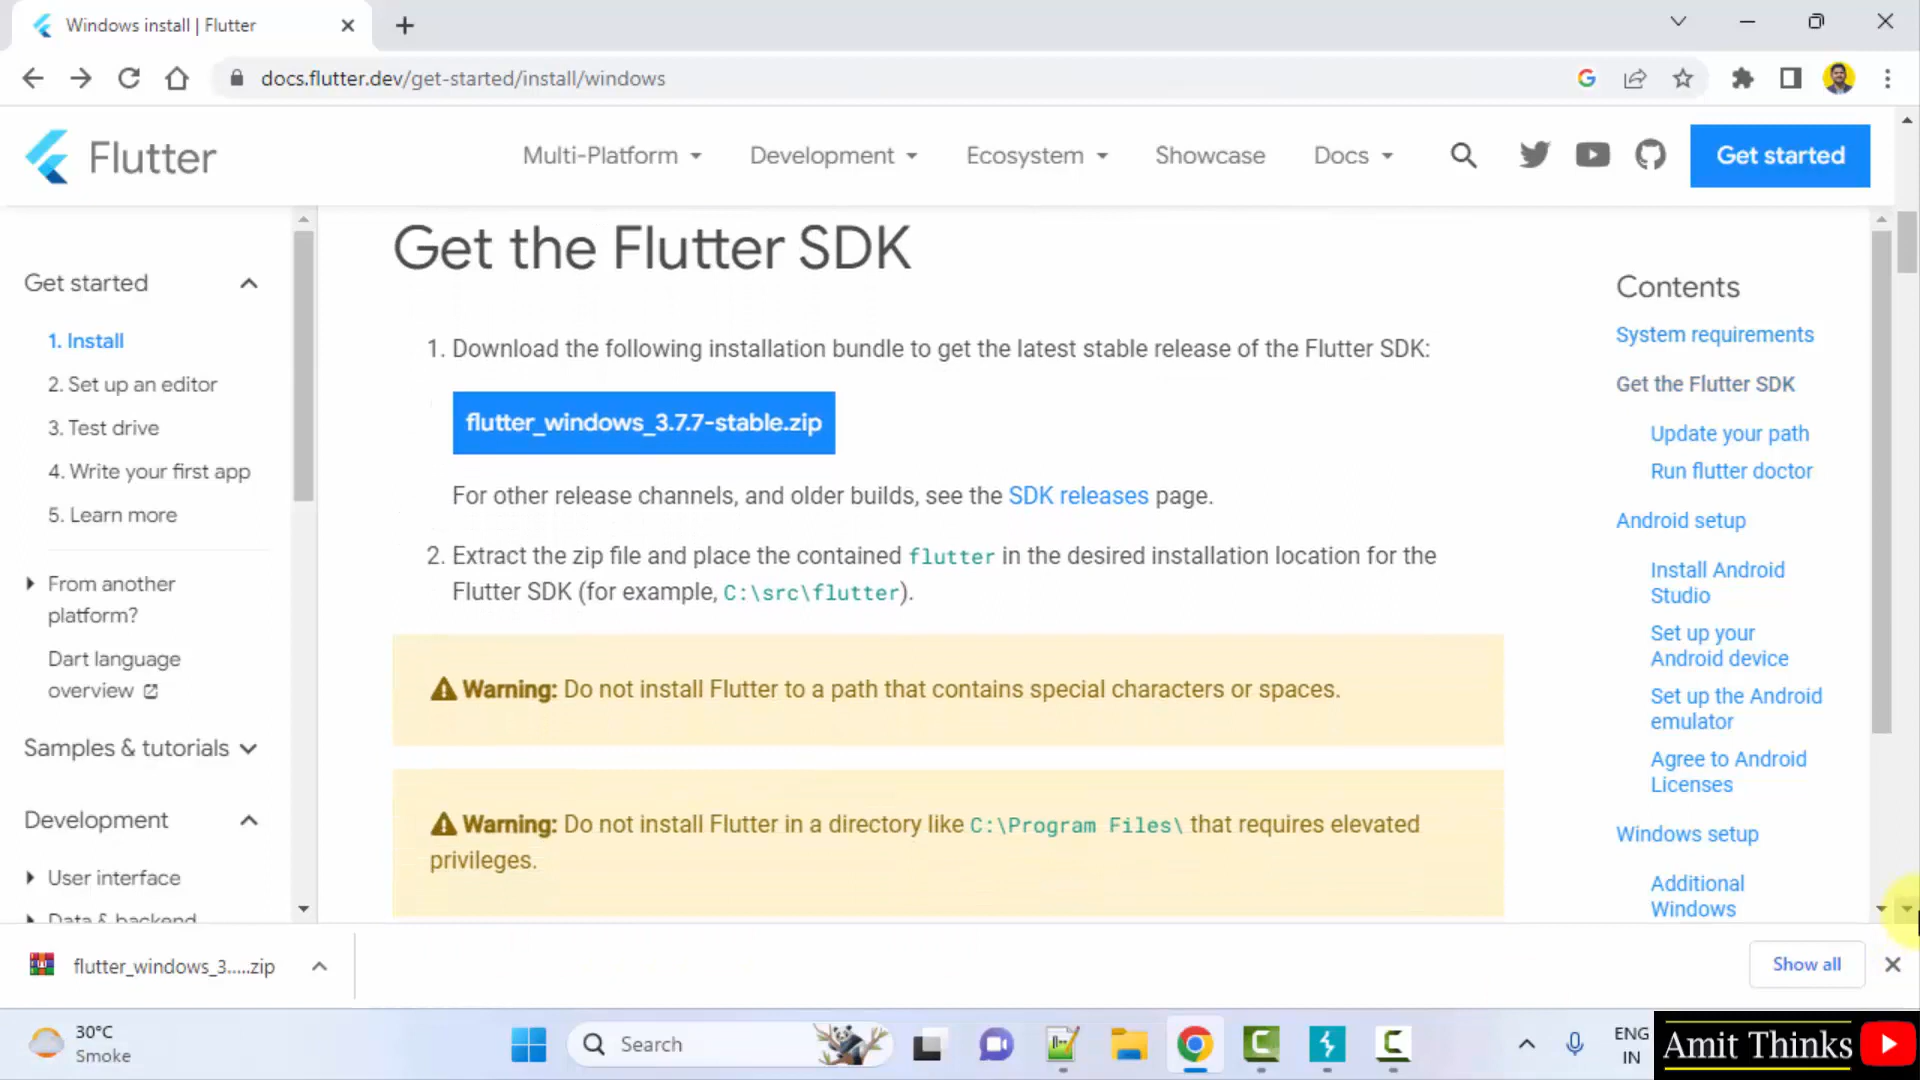 Windows install | Flutter
docs.flutter.dev/get-started/install/windows
Flutter
Multi-Platform
Development
Ecosystem
Showcase
Docs
Get started
Get started
1. Install
2. Set up an editor
3. Test drive
4. Write your first app
5. Learn more
From another
platform?
Dart language
overview
Samples & tutorials
Development
User interface
Data & backend
Get the Flutter SDK
1. Download the following installation bundle to get the latest stable release of the Flutter SDK:
flutter_windows_3.7.7-stable.zip
For other release channels, and older builds, see the SDK releases page.
2. Extract the zip file and place the contained flutter in the desired installation location for the
Flutter SDK (for example, C:\src\flutter).
Warning: Do not install Flutter to a path that contains special characters or spaces.
Warning: Do not install Flutter in a directory like C:\Program Files\ that requires elevated
privileges.
Contents
System requirements
Get the Flutter SDK
Update your path
Run flutter doctor
Android setup
Install Android
Studio
Set up your
Android device
Set up the Android
emulator
Agree to Android
Licenses
Windows setup
Additional
Windows
flutter_windows_3.....zip
Show all
30°C
Smoke
Search
ENG
IN
Amit Thinks